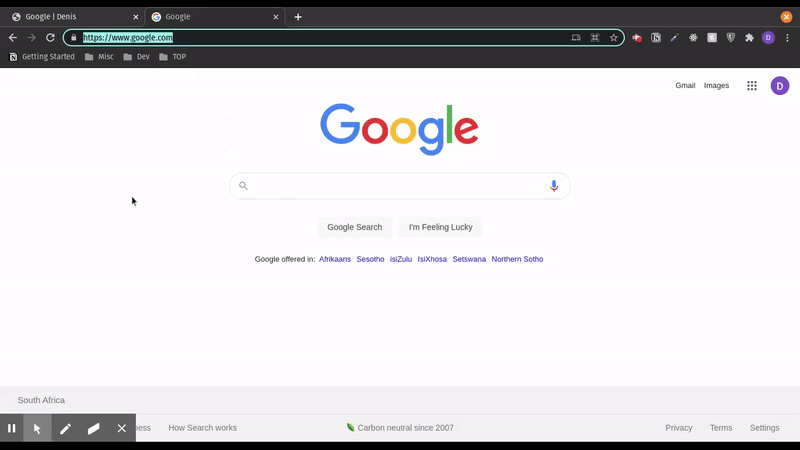 Google | Denis
Google
https://www.google.com
D
Getting Started
Misc
Dev
TOP
Gmail
Images
D
Google
Google Search
I'm Feeling Lucky
Google offered in: Afrikaans Sesotho isiZulu IsiXhosa Setswana Northern Sotho
South Africa
How Search works
Carbon neutral since 2007
Privacy
Terms
Settings